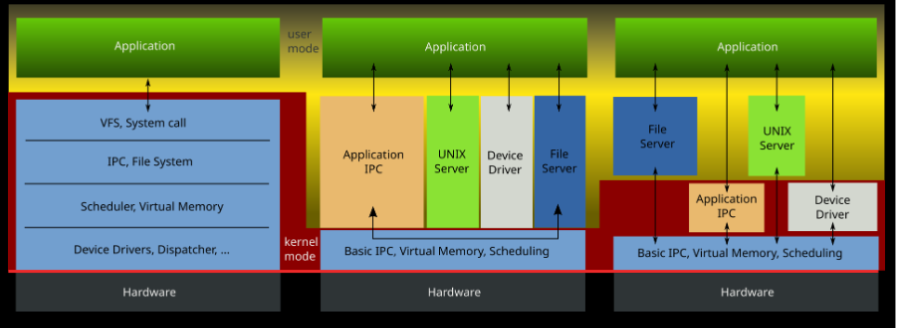 Application
user
mode
Application
Application
VFS, System call
IPC, File System
Scheduler, Virtual Memory
Device Drivers, Dispatcher, ...
kernel
mode
Application
IPC
UNIX
Server
Device
Driver
File
Server
Basic IPC, Virtual Memory, Scheduling
File
Server
UNIX
Server
Application
IPC
Device
Driver
Basic IPC, Virtual Memory, Scheduling
Hardware
Hardware
Hardware